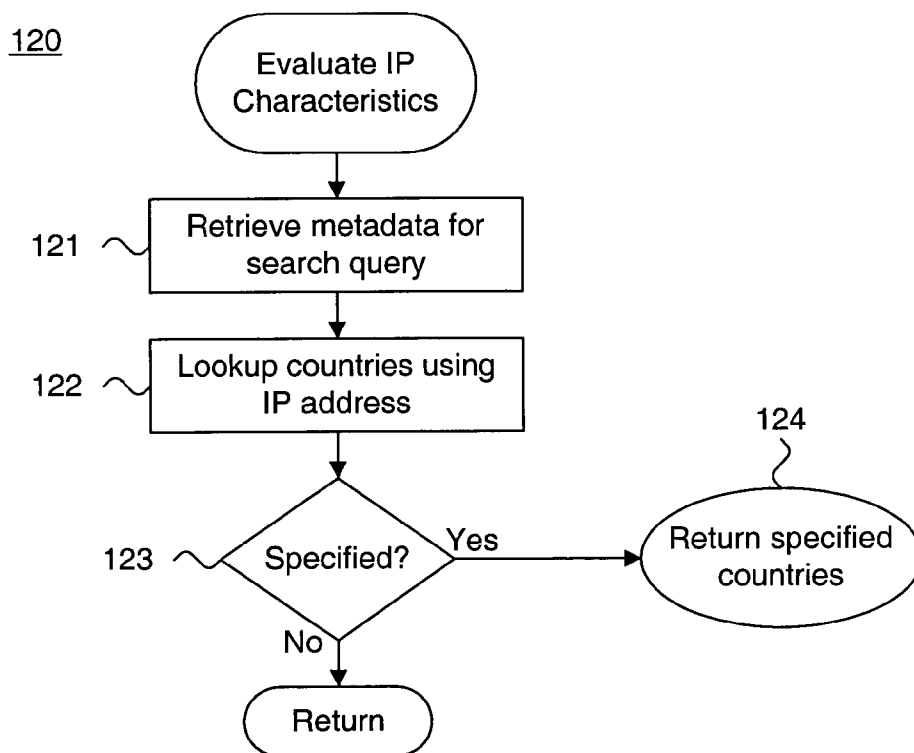 120
Evaluate IP
Characteristics
121
Retrieve metadata for
search query
122
Lookup countries using
IP address
123
Specified?
Yes
124
Return specified
countries
No
Return